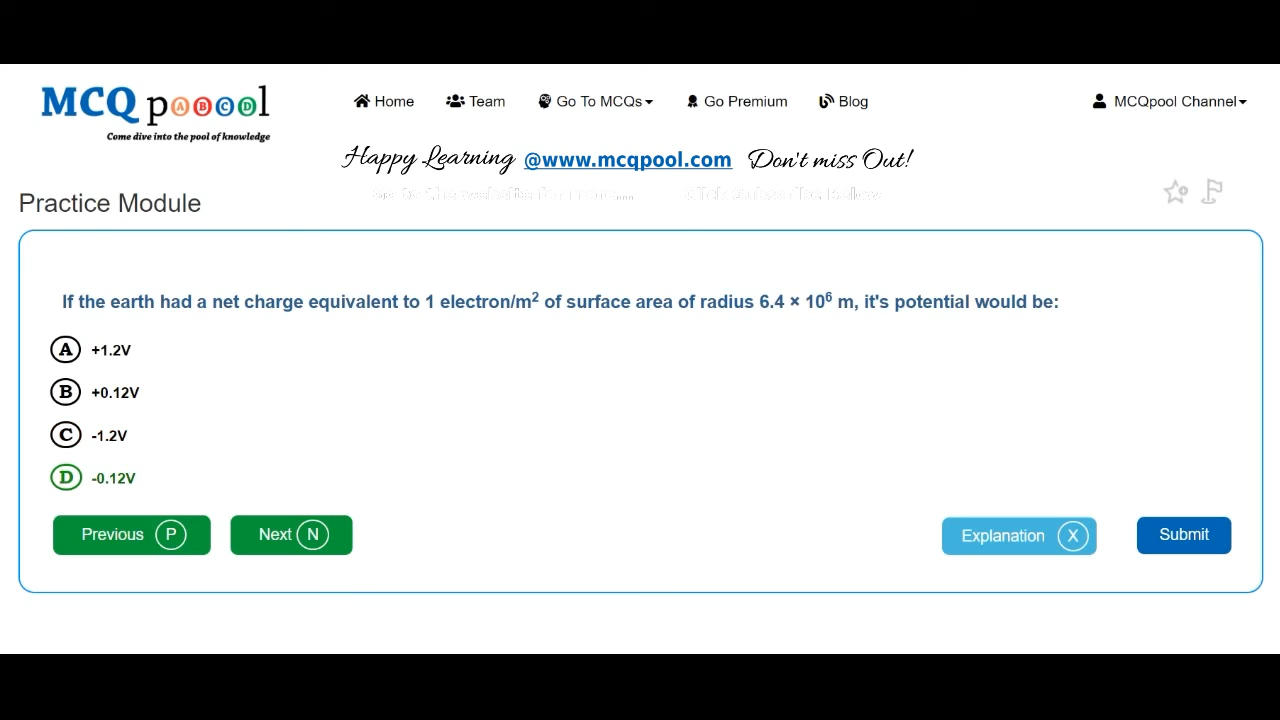 MCQ pABCDl
Come dive into the pool of knowledge
Home Team Go To MCQs Go Premium Blog MCQpool Channel
Happy Learning @www.mcqpool.com Don't miss Out!
Practice Module
If the earth had a net charge equivalent to 1 electron/m² of surface area of radius 6.4 × 10⁶ m, it's potential would be:
A +1.2V
B +0.12V
C -1.2V
D -0.12V
Previous P Next N Explanation X Submit